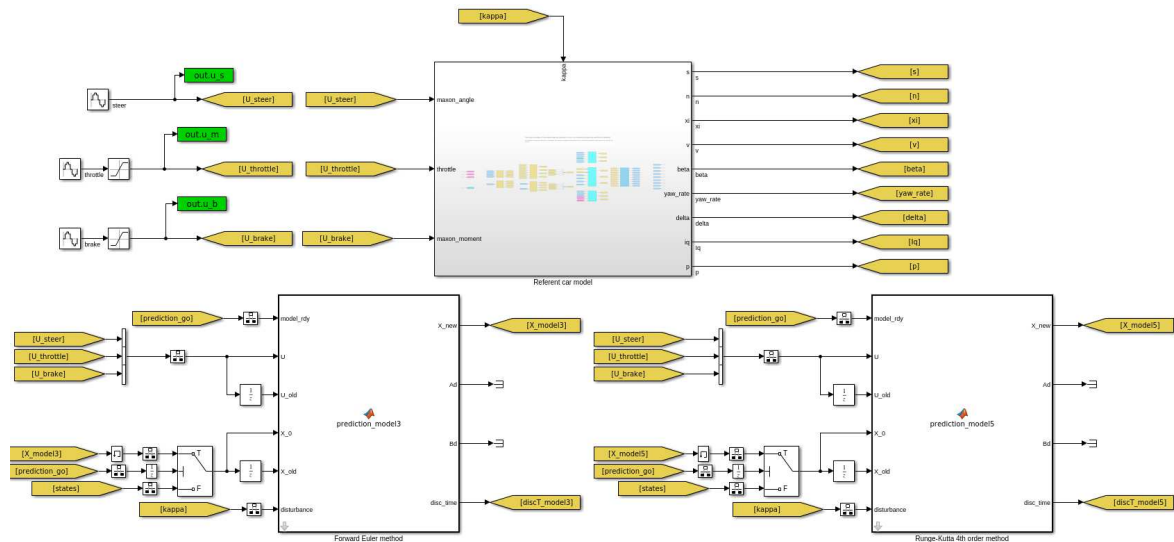 [kappa]
out.u_s
steer
[U_steer]
[U_steer]
out.u_m
throttle
[U_throttle]
[U_throttle]
out.u_b
brake
[U_brake]
[U_brake]
kappa
maxon_angle
throttle
maxon_moment
s
n
xi
v
beta
yaw_rate
delta
Iq
p
s
n
xi
v
beta
yaw_rate
delta
Iq
p
[s]
[n]
[xi]
[v]
[beta]
[yaw_rate]
[delta]
[Iq]
[p]
Referent car model
[prediction_go]
[U_steer]
[U_throttle]
[U_brake]
1
z
[X_model3]
[prediction_go]
[states]
1
z
T
F
1
z
[kappa]
model_rdy
U
U_old
X_0
X_old
disturbance
prediction_model3
X_new
Ad
Bd
disc_time
[X_model3]
[discT_model3]
Forward Euler method
[prediction_go]
[U_steer]
[U_throttle]
[U_brake]
1
z
[X_model5]
[prediction_go]
[states]
1
z
T
F
1
z
[kappa]
model_rdy
U
U_old
X_0
X_old
disturbance
prediction_model5
X_new
Ad
Bd
disc_time
[X_model5]
[discT_model5]
Runge-Kutta 4th order method